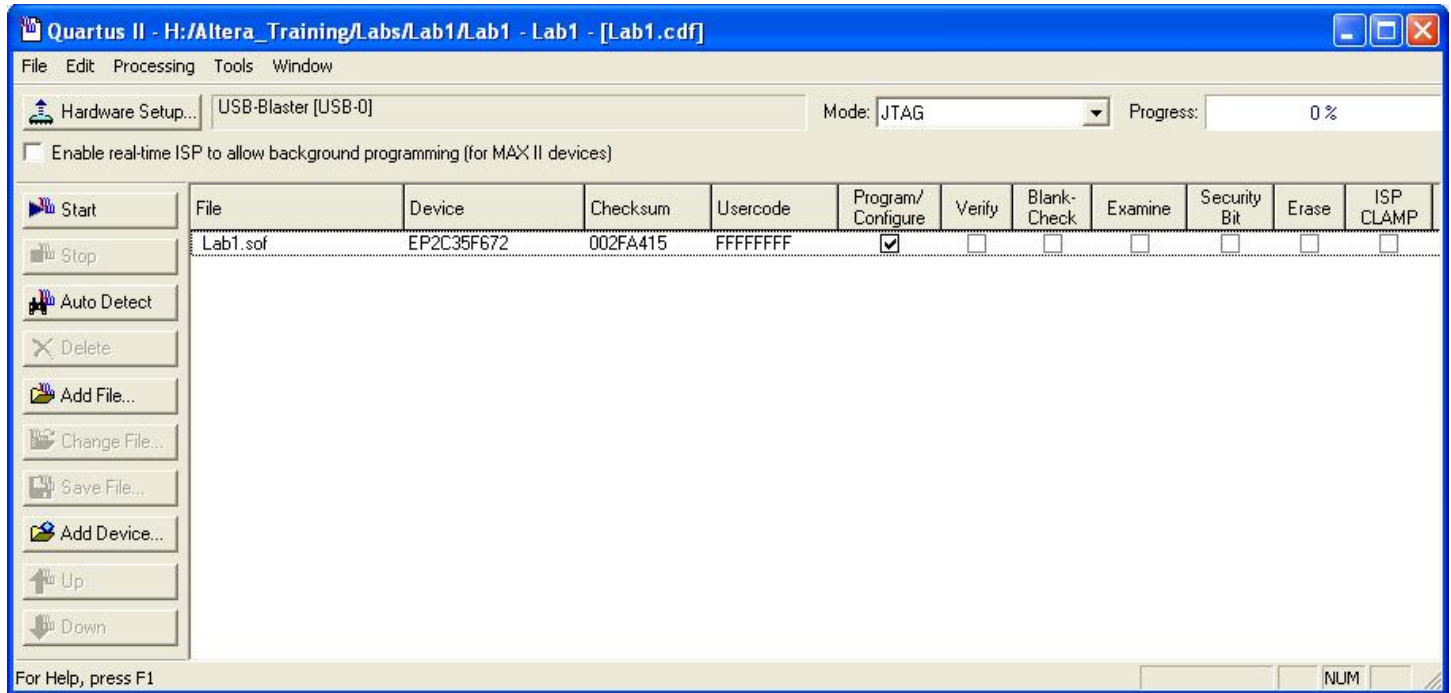 Quartus II - H:/Altera_Training/Labs/Lab1/Lab1 - Lab1 - [Lab1.cdf]
File Edit Processing Tools Window
Hardware Setup... USB-Blaster [USB-0] Mode: JTAG Progress: 0 %
Enable real-time ISP to allow background programming (for MAX II devices)
Start
Stop
Auto Detect
Delete
Add File...
Change File...
Save File...
Add Device...
Up
Down
File Device Checksum Usercode Program/ Configure Verify Blank- Check Examine Security Bit Erase ISP CLAMP
Lab1.sof EP2C35F672 002FA415 FFFFFFFF
For Help, press F1 NUM